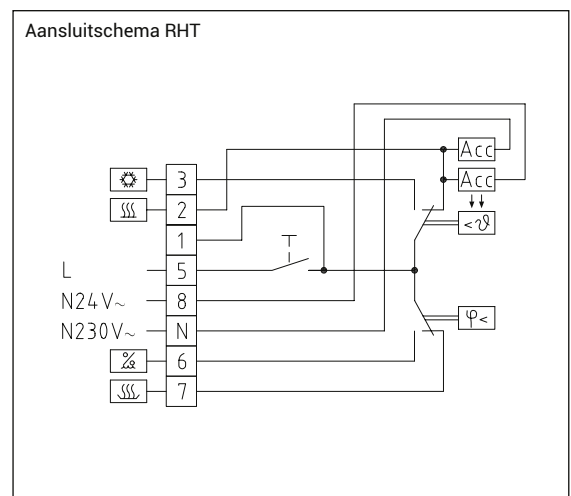 Aansluitschema RHT
Acc
3
Acc
2
<ϑ
1
L 5
N24V~ 8
N230V~ N
φ<
% 6
7